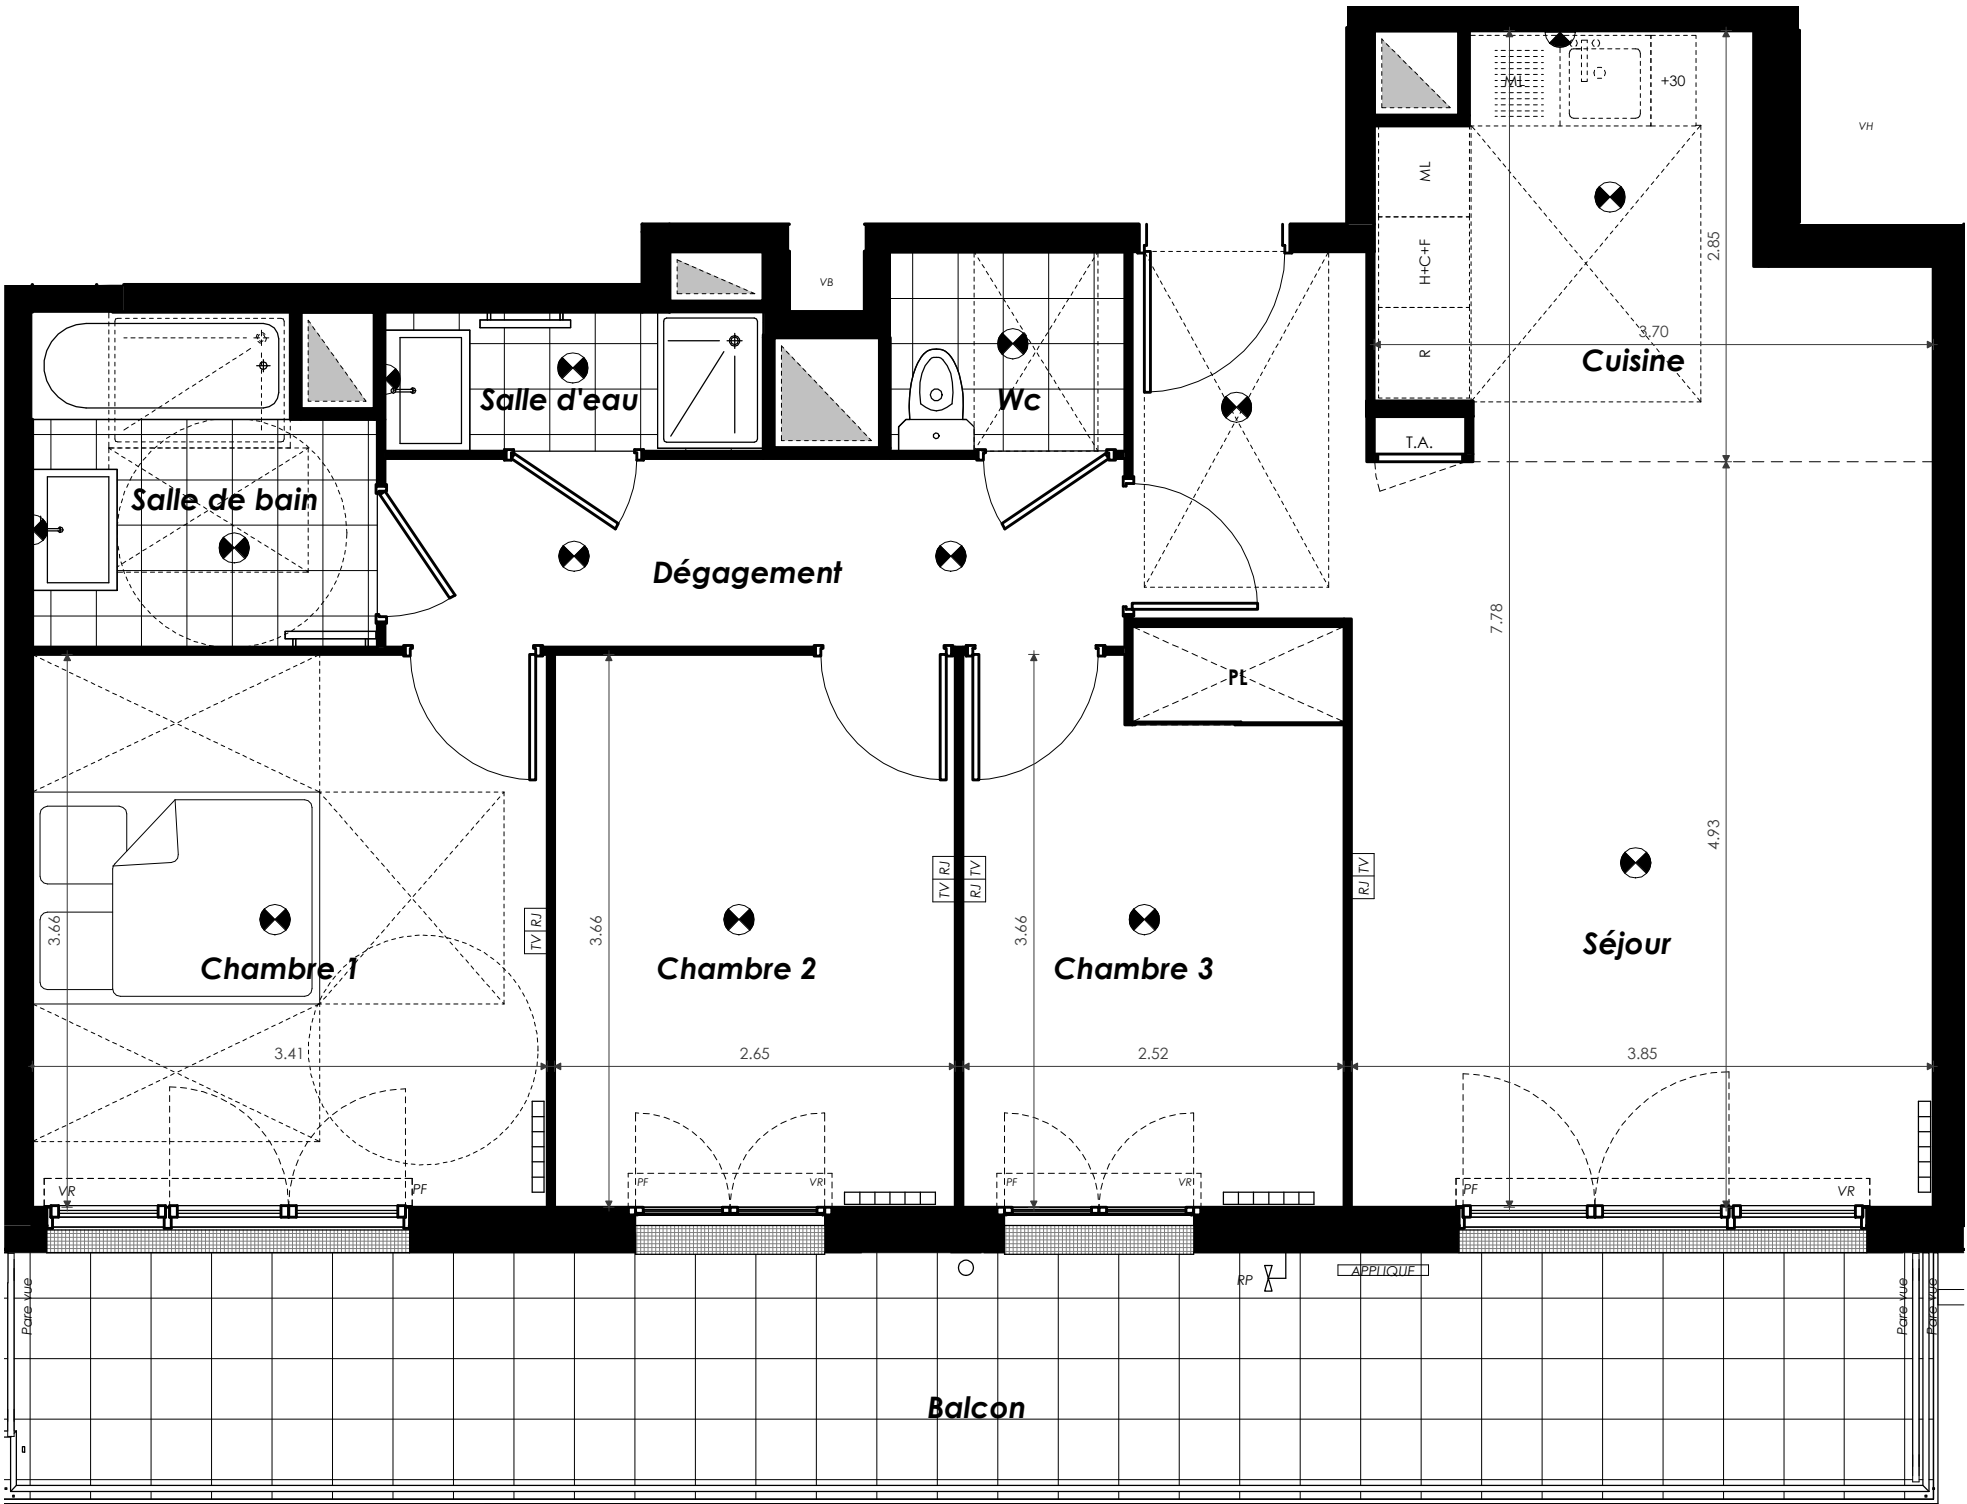 ML
+30
VH
ML
H+C+F
R
2.85
3.70
Cuisine
VB
Salle d'eau
Wc
T.A.
Salle de bain
Dégagement
7.78
PL
4.93
TV RJ
TV RJ
RJ TV
RJ TV
3.66
3.66
3.66
Chambre 1
Chambre 2
Chambre 3
Séjour
3.41
2.65
2.52
3.85
VR
PF
PF
VR
PF
VR
PF
VR
Pare vue
RP
APPLIQUE
Pare vue
Pare vue
Balcon